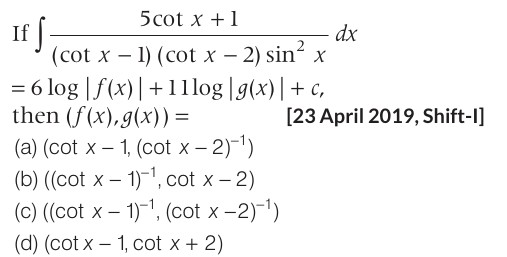 If ∫ (5cot x + 1) / ((cot x – 1) (cot x – 2) sin² x) dx
= 6 log |f(x)| + 11log |g(x)| + c,
then (f(x), g(x)) = [23 April 2019, Shift-I]
(a) (cot x – 1, (cot x – 2)⁻¹)
(b) ((cot x – 1)⁻¹, cot x – 2)
(c) ((cot x – 1)⁻¹, (cot x –2)⁻¹)
(d) (cot x – 1, cot x + 2)